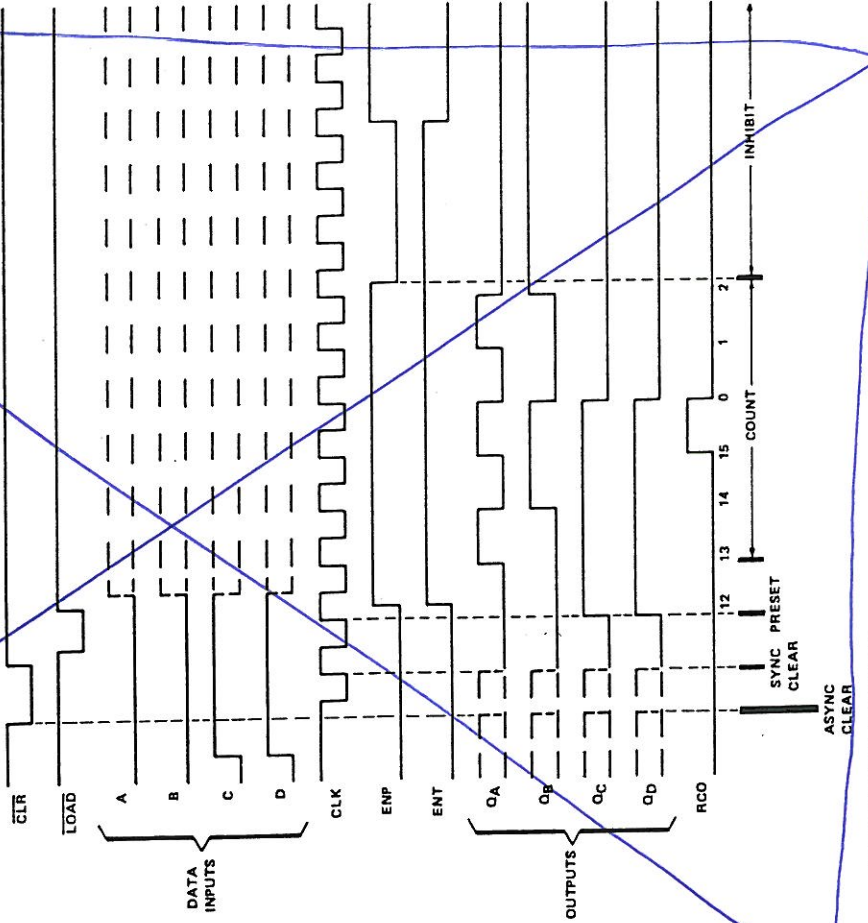 CLR
LOAD
A
B
C
D
DATA
INPUTS
CLK
ENP
ENT
QA
QB
QC
QD
OUTPUTS
RCO
12 13 14 15 0 1 2
COUNT
INHIBIT
PRESET
SYNC
CLEAR
ASYNC
CLEAR